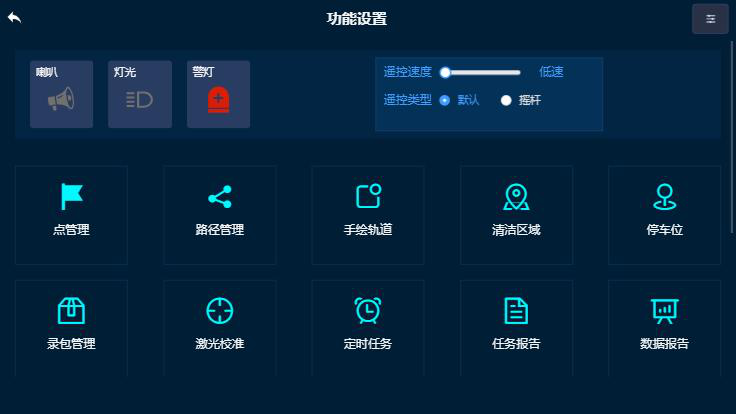 功能设置
喇叭
灯光
警灯
遥控速度 低速
遥控类型 默认 摇杆
点管理
路径管理
手绘轨道
清洁区域
停车位
录包管理
激光校准
定时任务
任务报告
数据报告